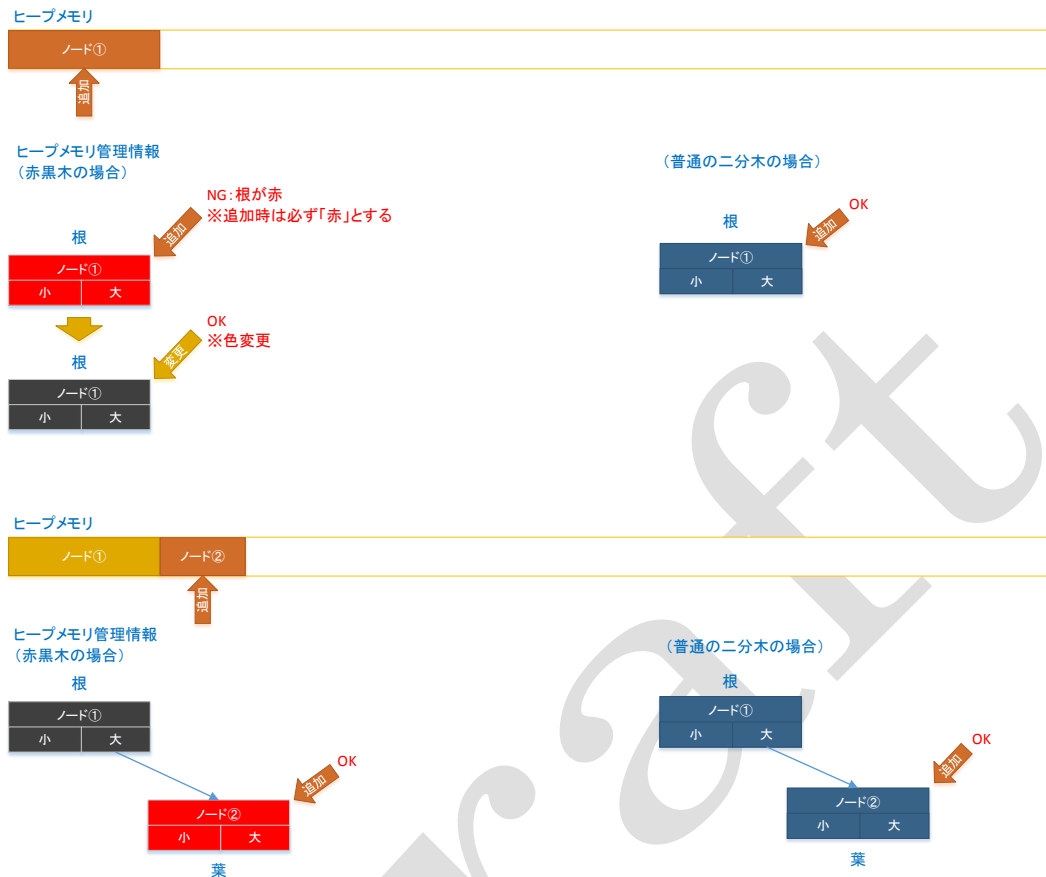 ヒープメモリ
ノード①
追加
ヒープメモリ管理情報
（赤黒木の場合）
（普通の二分木の場合）
NG：根が赤
※追加時は必ず「赤」とする
追加
根
ノード①
小 大
OK
追加
根
ノード①
小 大
OK
※色変更
変更
根
ノード①
小 大
ヒープメモリ
ノード① ノード②
追加
ヒープメモリ管理情報
（赤黒木の場合）
根
ノード①
小 大
OK
追加
ノード②
小 大
葉
（普通の二分木の場合）
根
ノード①
小 大
OK
追加
ノード②
小 大
葉